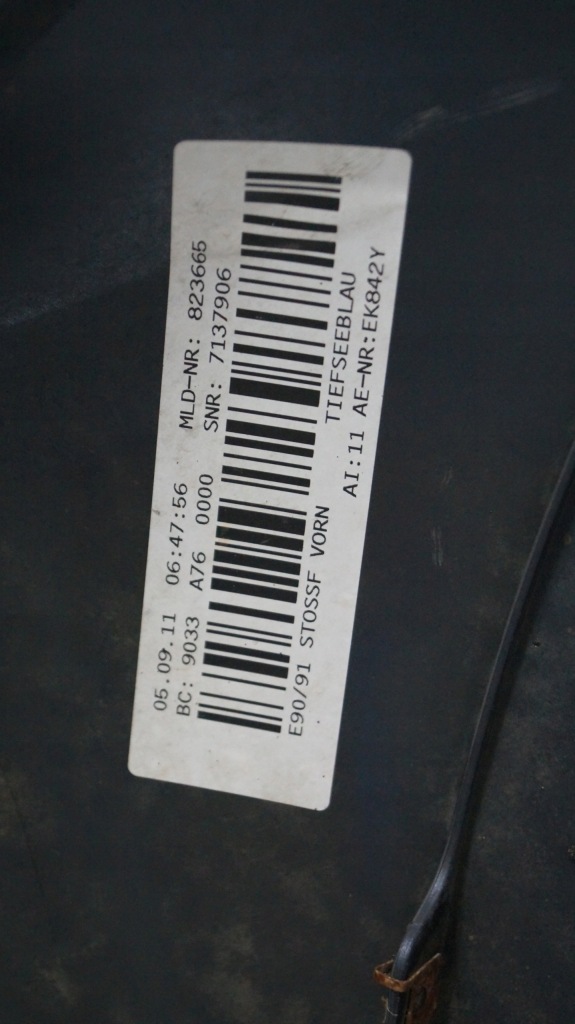 05.09.11 06:47:56 MLD-NR: 823665
BC: 9033 A76 0000 SNR: 7137906
E90/91 STOSSF VORN TIEFSEEBLAU
AI:11 AE-NR:EK842Y